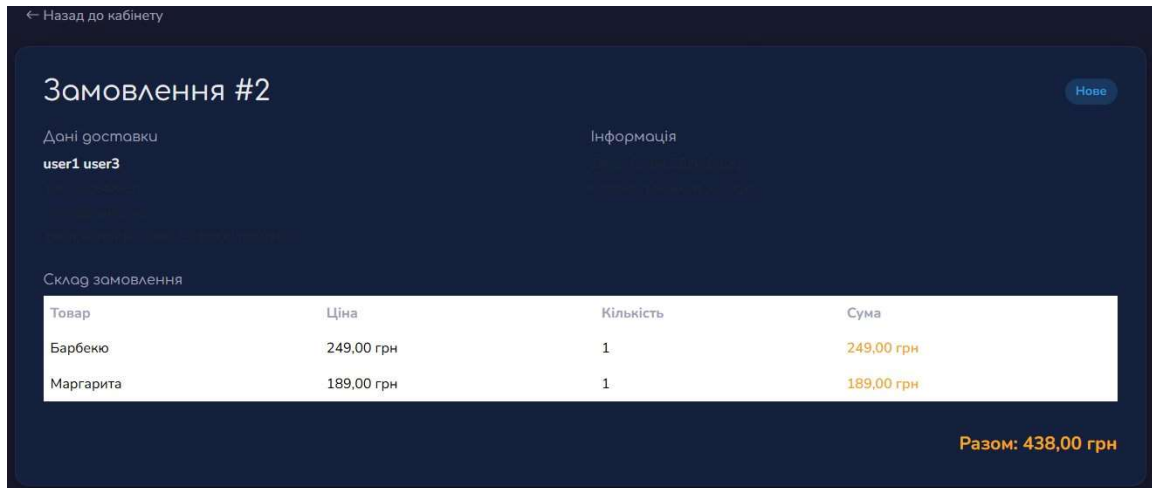 ← Назад до кабінету
Замовлення #2
Нове
Дані доставки
Інформація
user1 user3
Склад замовлення
Товар Ціна Кількість Сума
Барбекю 249,00 грн 1 249,00 грн
Маргарита 189,00 грн 1 189,00 грн
Разом: 438,00 грн